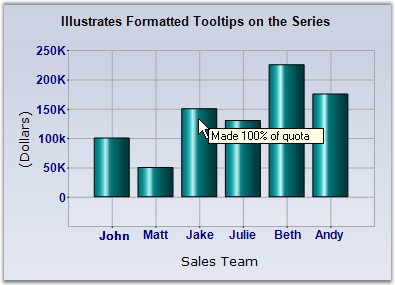 Illustrates Formatted Tooltips on the Series
250K
200K
150K
100K
50K
0
(Dollars)
Made 100% of quota
John Matt Jake Julie Beth Andy
Sales Team